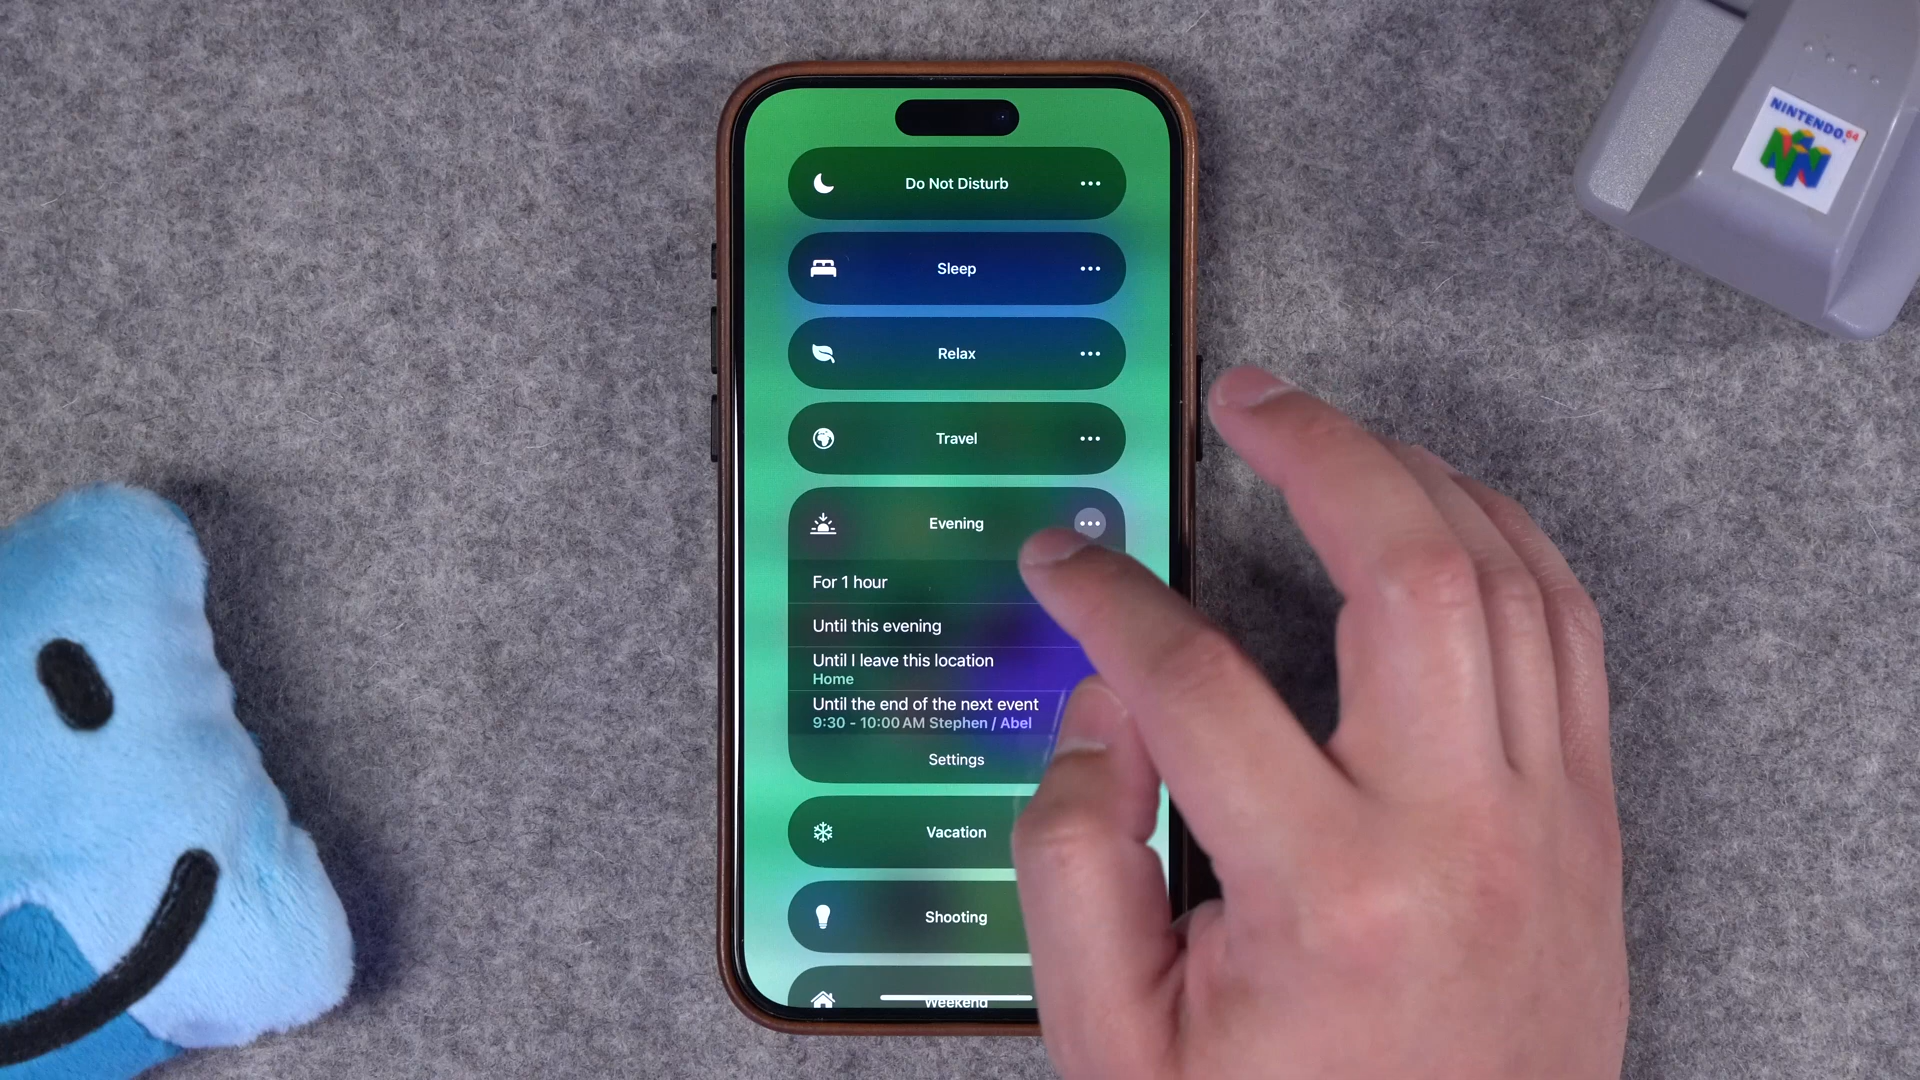 Do Not Disturb
Sleep
Relax
Travel
Evening
For 1 hour
Until this evening
Until I leave this location
Home
Until the end of the next event
9:30 - 10:00 AM Stephen / Abel
Settings
Vacation
Shooting
Weekend
NINTENDO 64